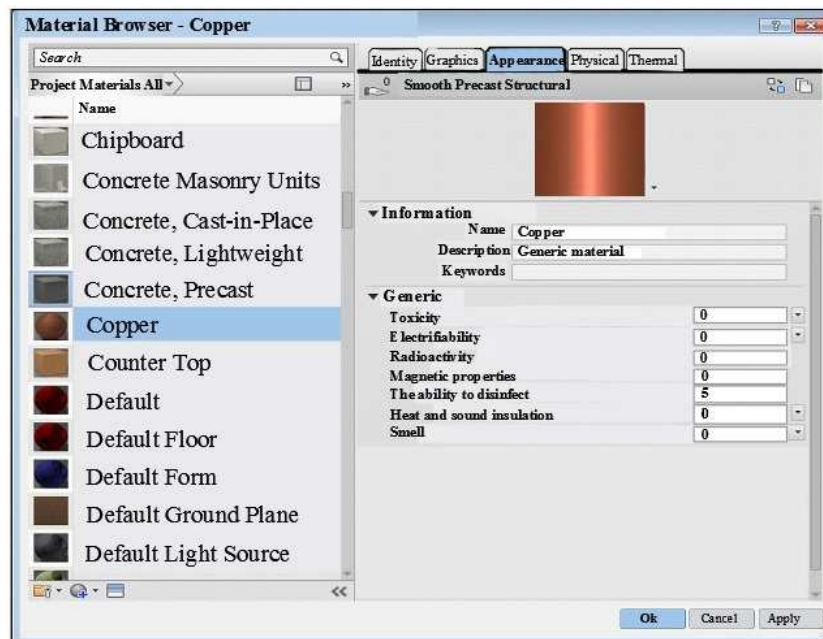 Material Browser - Copper
Search
Project Materials All
Name
Chipboard
Concrete Masonry Units
Concrete, Cast-in-Place
Concrete, Lightweight
Concrete, Precast
Copper
Counter Top
Default
Default Floor
Default Form
Default Ground Plane
Default Light Source
Identity Graphics Appearance Physical Thermal
0 Smooth Precast Structural
Information
Name Copper
Description Generic material
Keywords
Generic
Toxicity 0
Electrifiability 0
Radioactivity 0
Magnetic properties 0
The ability to disinfect 5
Heat and sound insulation 0
Smell 0
Ok Cancel Apply